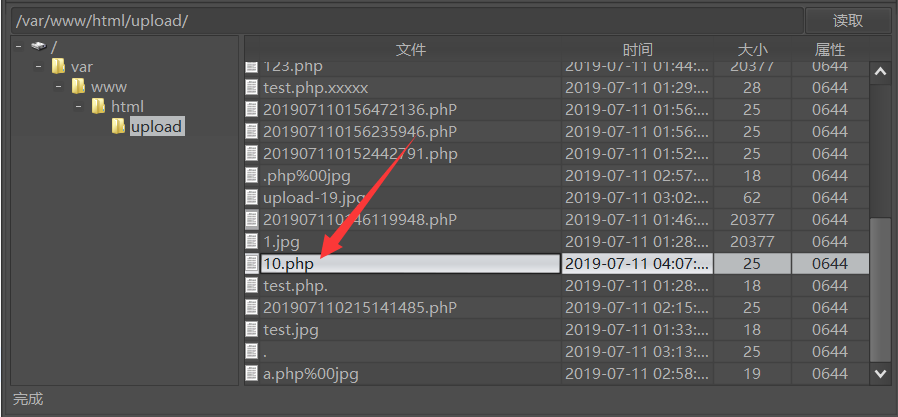 /var/www/html/upload/ 读取
/ 文件 时间 大小 属性
var
www
html
upload
123.php 2019-07-11 01:44:... 20377 0644
test.php.xxxxx 2019-07-11 01:29:... 28 0644
201907110156472136.phP 2019-07-11 01:56:... 25 0644
201907110156235946.phP 2019-07-11 01:56:... 25 0644
201907110152442791.php 2019-07-11 01:52:... 25 0644
.php%00jpg 2019-07-11 02:57:... 18 0644
upload-19.jpg 2019-07-11 03:02:... 62 0644
201907110146119948.phP 2019-07-11 01:46:... 20377 0644
1.jpg 2019-07-11 01:28:... 20377 0644
10.php 2019-07-11 04:07:... 25 0644
test.php. 2019-07-11 01:28:... 18 0644
201907110215141485.phP 2019-07-11 02:15:... 25 0644
test.jpg 2019-07-11 01:33:... 18 0644
. 2019-07-11 03:13:... 25 0644
a.php%00jpg 2019-07-11 02:58:... 19 0644
完成